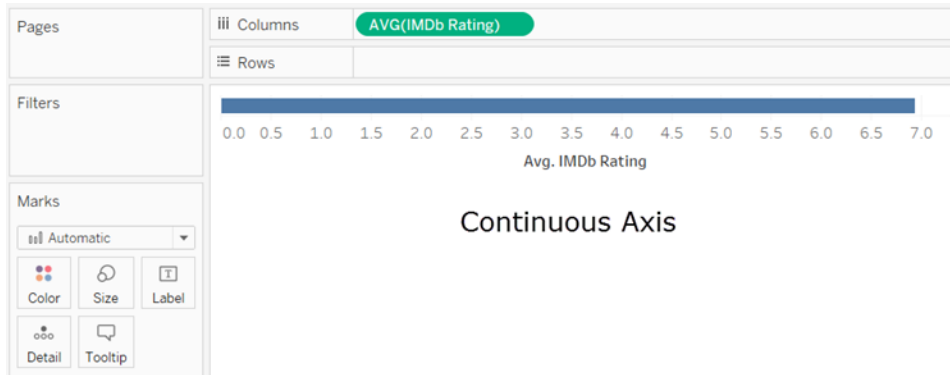 Pages
Columns
AVG(IMDb Rating)
Rows
Filters
0.0 0.5 1.0 1.5 2.0 2.5 3.0 3.5 4.0 4.5 5.0 5.5 6.0 6.5 7.0
Avg. IMDb Rating
Continuous Axis
Marks
Automatic
Color Size Label
Detail Tooltip